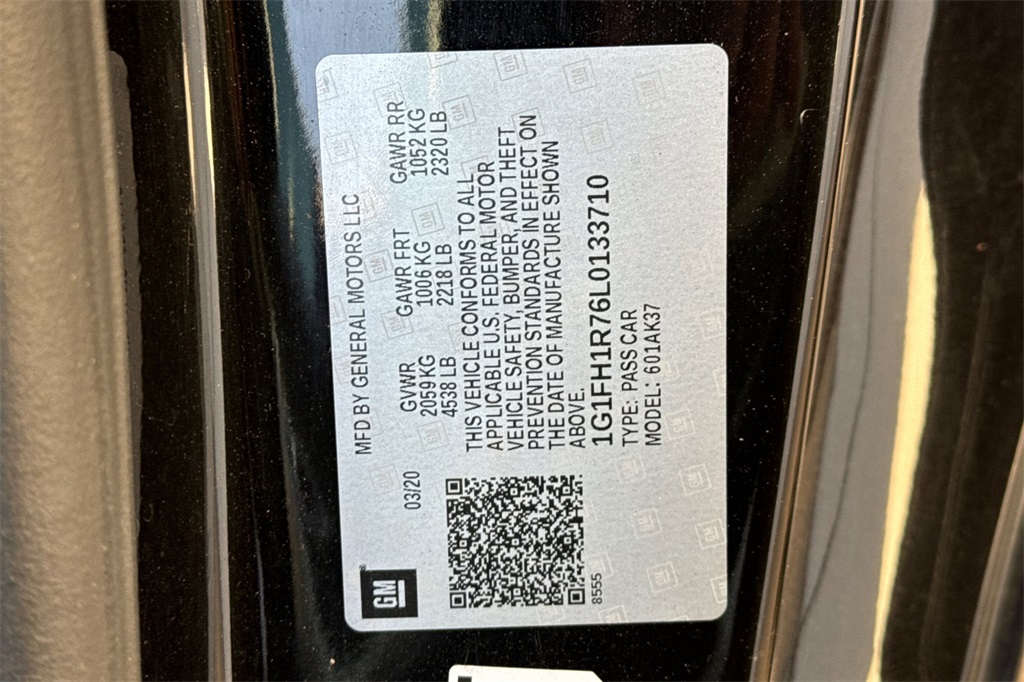 MFD BY GENERAL MOTORS LLC
03/20
GVWR GAWR FRT GAWR RR
2059 KG 1006 KG 1052 KG
4538 LB 2218 LB 2320 LB
THIS VEHICLE CONFORMS TO ALL
APPLICABLE U.S. FEDERAL MOTOR
VEHICLE SAFETY, BUMPER, AND THEFT
PREVENTION STANDARDS IN EFFECT ON
THE DATE OF MANUFACTURE SHOWN
ABOVE.
1G1FH1R76L0133710
TYPE: PASS CAR
MODEL: 601AK37
GM
8555